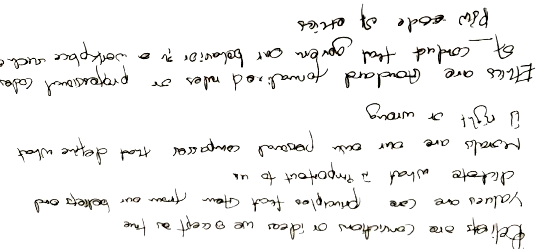 Beliefs are convictions or ideas we accept as true
Values are core principles that stem from our beliefs and
dictate what is important to us
Morals are our own personal compasses that define what
is right or wrong
Ethics are standard formalized rules or professional codes
of conduct that govern our behavior in a workplace such
PSW code of ethics